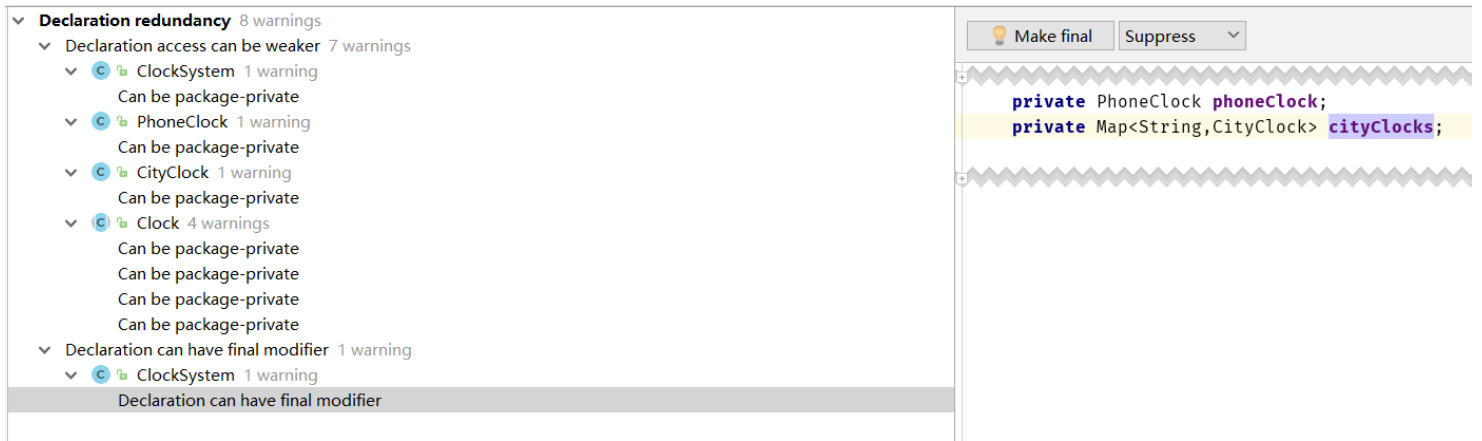 Declaration redundancy 8 warnings
Declaration access can be weaker 7 warnings
C ClockSystem 1 warning
Can be package-private
C PhoneClock 1 warning
Can be package-private
C CityClock 1 warning
Can be package-private
C Clock 4 warnings
Can be package-private
Can be package-private
Can be package-private
Can be package-private
Declaration can have final modifier 1 warning
C ClockSystem 1 warning
Declaration can have final modifier
Make final Suppress
private PhoneClock phoneClock;
private Map<String,CityClock> cityClocks;